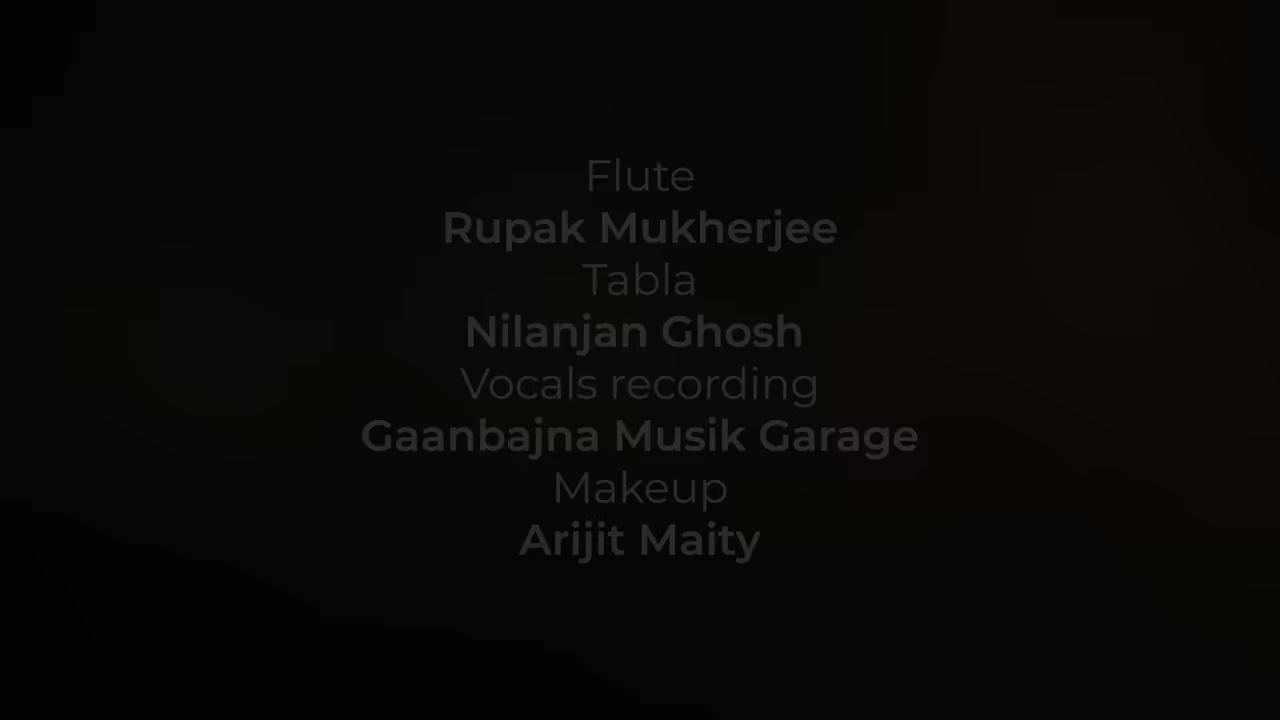 Flute
Rupak Mukherjee
Tabla
Nilanjan Ghosh
Vocals recording
Gaanbajna Musik Garage
Makeup
Arijit Maity